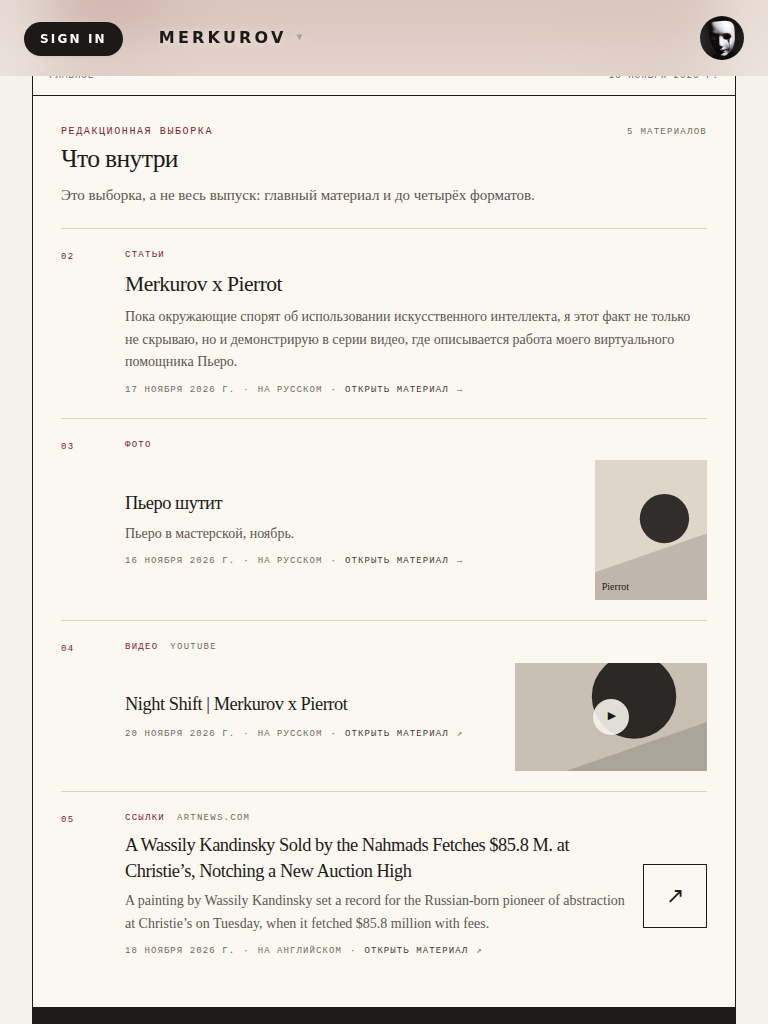 SIGN IN
MERKUROV ▼
РЕДАКЦИОННАЯ ВЫБОРКА
5 МАТЕРИАЛОВ
Что внутри
Это выборка, а не весь выпуск: главный материал и до четырёх форматов.
02
СТАТЬИ
Merkurov x Pierrot
Пока окружающие спорят об использовании искусственного интеллекта, я этот факт не только
не скрываю, но и демонстрирую в серии видео, где описывается работа моего виртуального
помощника Пьеро.
17 НОЯБРЯ 2026 Г. · НА РУССКОМ · ОТКРЫТЬ МАТЕРИАЛ →
03
ФОТО
Пьеро шутит
Пьеро в мастерской, ноябрь.
16 НОЯБРЯ 2026 Г. · НА РУССКОМ · ОТКРЫТЬ МАТЕРИАЛ →
Pierrot
04
ВИДЕО YOUTUBE
Night Shift | Merkurov x Pierrot
20 НОЯБРЯ 2026 Г. · НА РУССКОМ · ОТКРЫТЬ МАТЕРИАЛ ↗
05
ССЫЛКИ ARTNEWS.COM
A Wassily Kandinsky Sold by the Nahmads Fetches $85.8 M. at
Christie’s, Notching a New Auction High
A painting by Wassily Kandinsky set a record for the Russian-born pioneer of abstraction
at Christie’s on Tuesday, when it fetched $85.8 million with fees.
18 НОЯБРЯ 2026 Г. · НА АНГЛИЙСКОМ · ОТКРЫТЬ МАТЕРИАЛ ↗